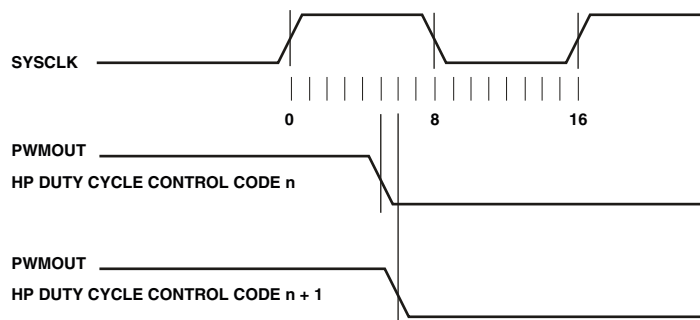 SYSCLK
0 8 16
PWMOUT
HP DUTY CYCLE CONTROL CODE n
PWMOUT
HP DUTY CYCLE CONTROL CODE n + 1